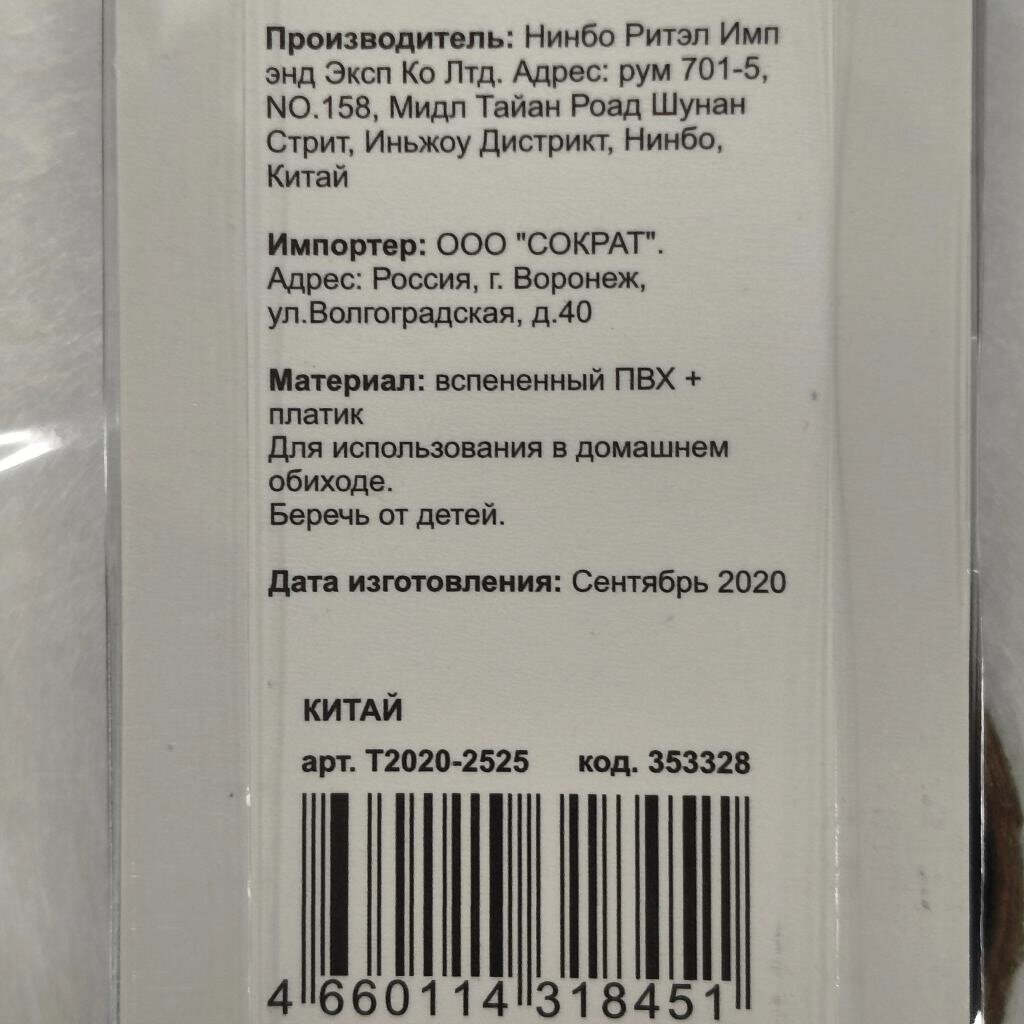 Производитель: Нинбо Ритэл Имп
энд Эксп Ко Лтд. Адрес: рум 701-5,
NO.158, Мидл Тайан Роад Шунан
Стрит, Иньжоу Дистрикт, Нинбо,
Китай
Импортер: ООО "СОКРАТ".
Адрес: Россия, г. Воронеж,
ул.Волгоградская, д.40
Материал: вспененный ПВХ +
платик
Для использования в домашнем
обиходе.
Беречь от детей.
Дата изготовления: Сентябрь 2020
КИТАЙ
арт. Т2020-2525 код. 353328
4 660114 318451